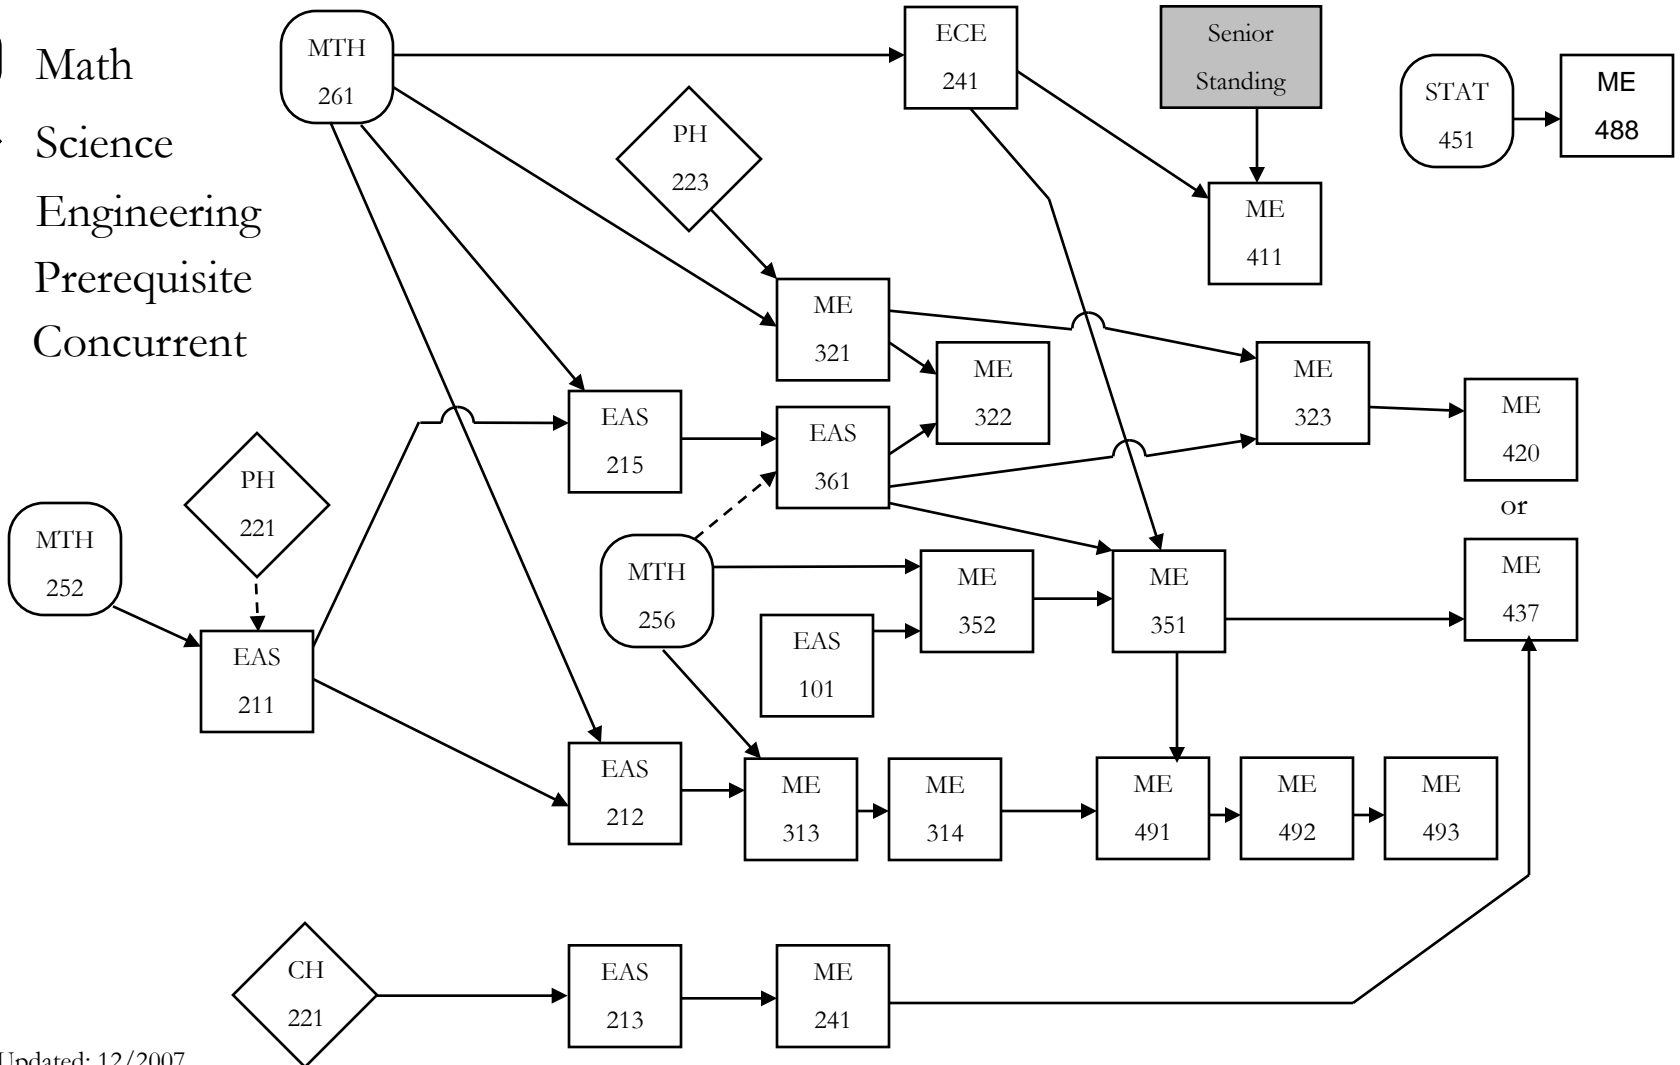 Math
Science
Engineering
Prerequisite
Concurrent
MTH
261
ECE
241
Senior
Standing
STAT
451
ME
488
PH
223
ME
411
ME
321
ME
322
ME
323
ME
420
or
ME
437
EAS
215
EAS
361
PH
221
MTH
252
EAS
211
MTH
256
ME
352
ME
351
EAS
101
EAS
212
ME
313
ME
314
ME
491
ME
492
ME
493
CH
221
EAS
213
ME
241
Updated: 12/2007